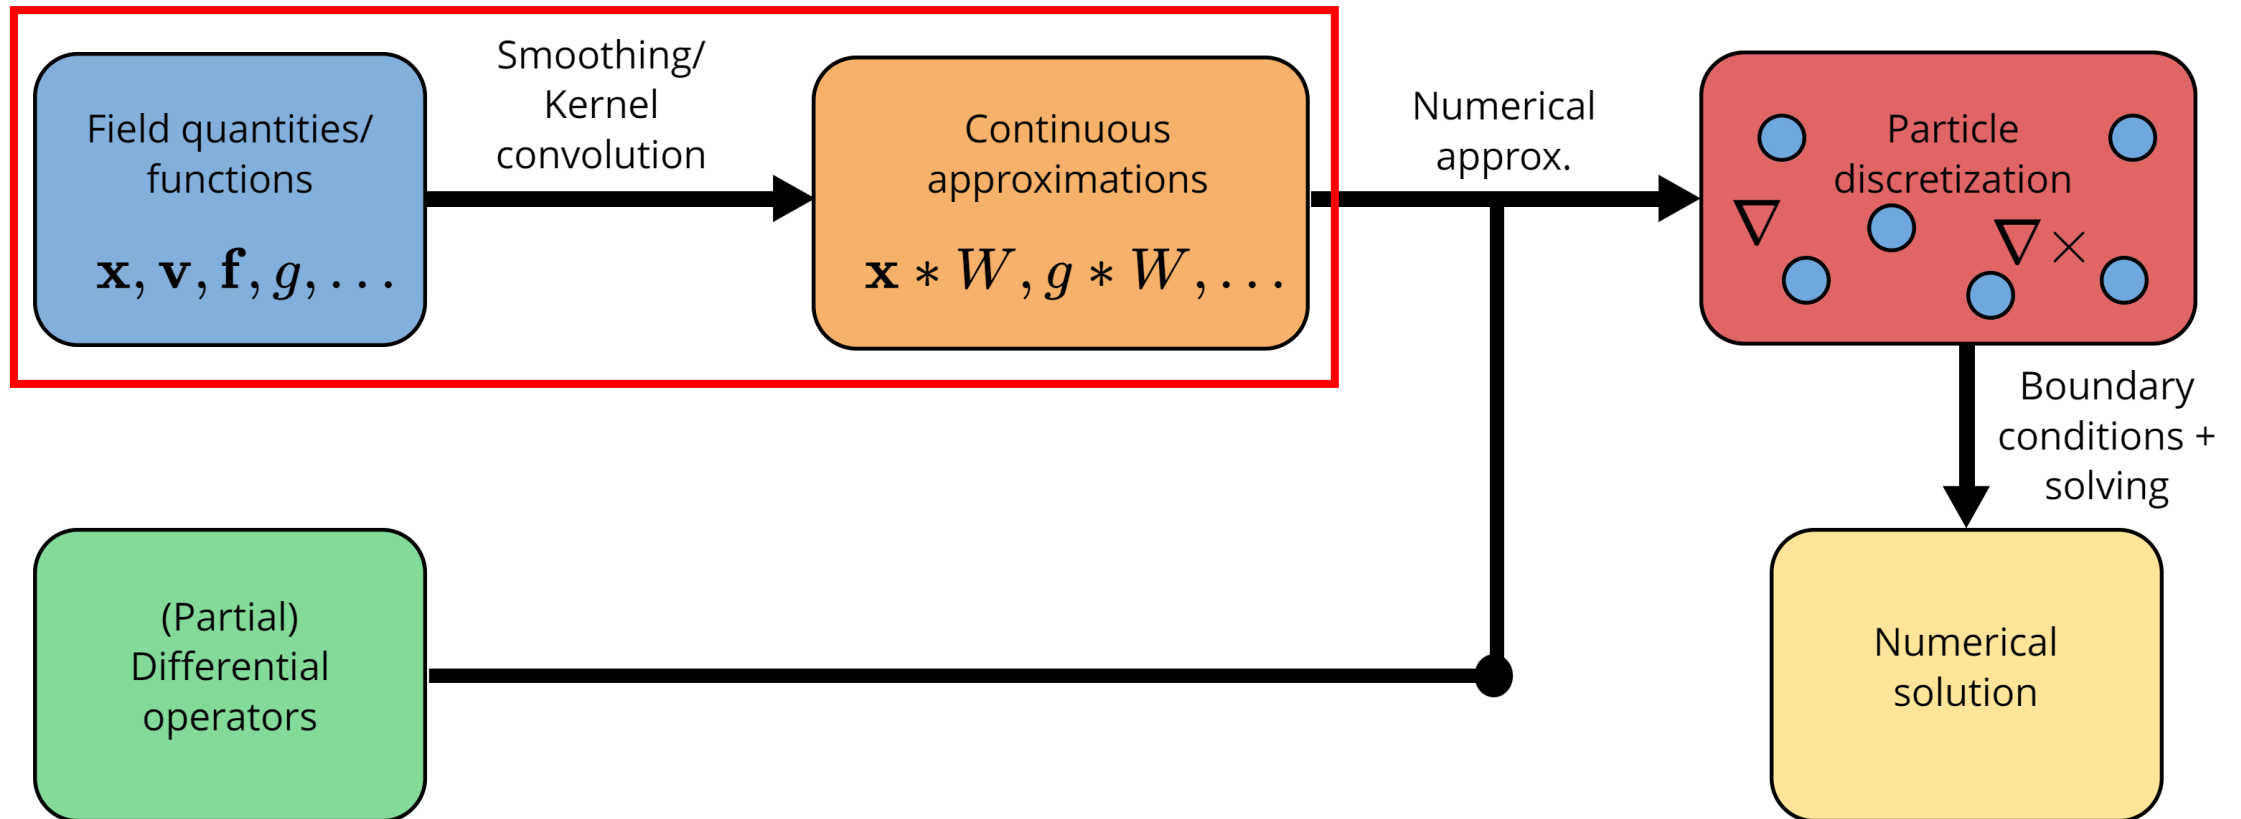 Field quantities/
functions
x, v, f, g, . . .
Smoothing/
Kernel
convolution
Continuous
approximations
x ∗ W, g ∗ W, . . .
Numerical
approx.
Particle
discretization
∇
∇×
Boundary
conditions +
solving
(Partial)
Differential
operators
Numerical
solution